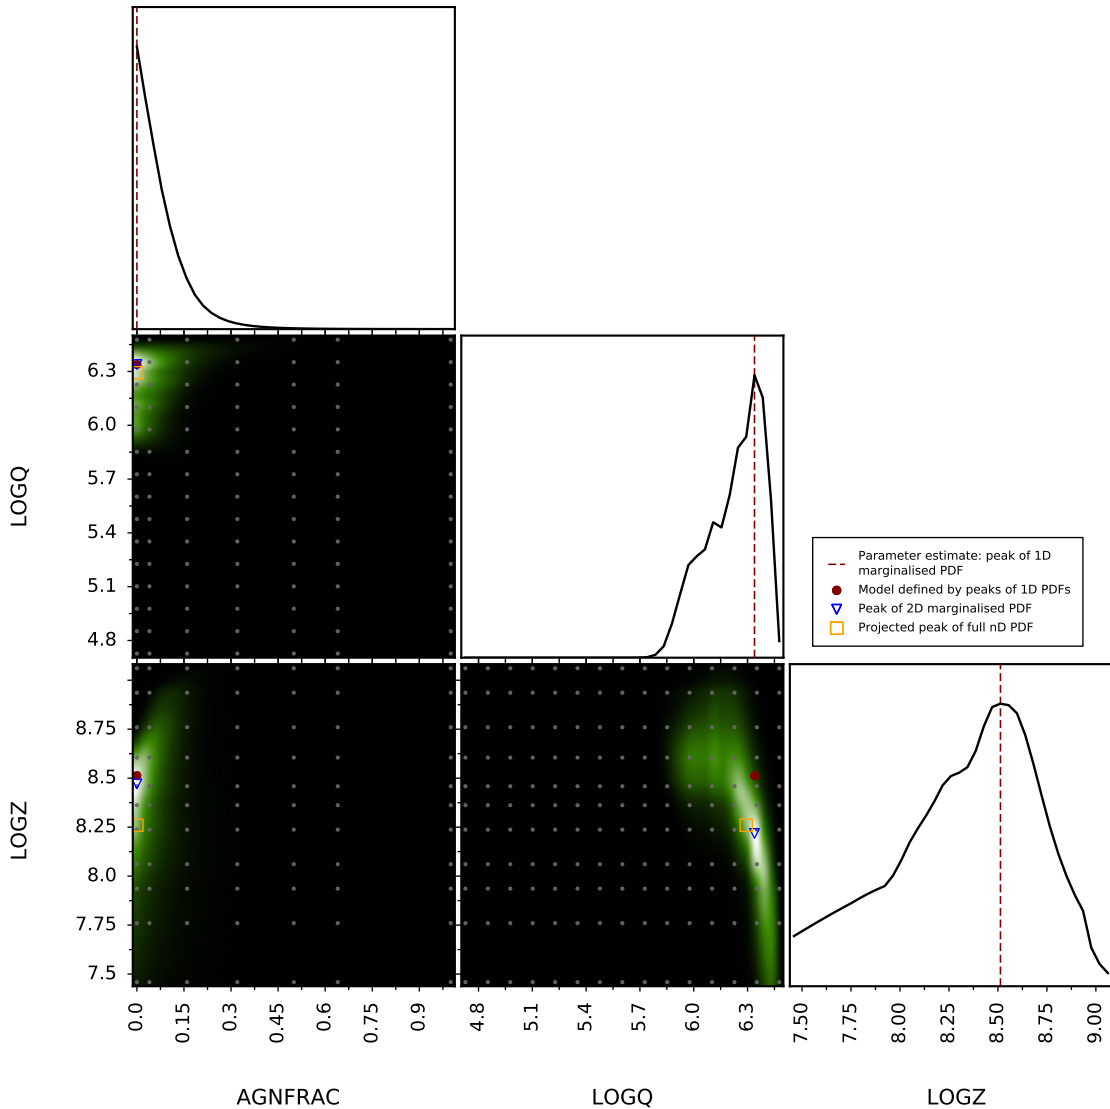 6.3
6.0
5.7
5.4
5.1
4.8
LOGQ
Parameter estimate: peak of 1D
marginalised PDF
Model defined by peaks of 1D PDFs
Peak of 2D marginalised PDF
Projected peak of full nD PDF
8.75
8.5
8.25
8.0
7.75
7.5
LOGZ
0.0 0.15 0.3 0.45 0.6 0.75 0.9
4.8 5.1 5.4 5.7 6.0 6.3
7.50 7.75 8.00 8.25 8.50 8.75 9.00
AGNFRAC LOGQ LOGZ